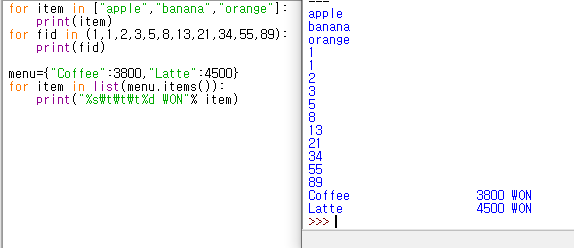 for item in ["apple","banana","orange"]:
    print(item)
for fid in (1,1,2,3,5,8,13,21,34,55,89):
    print(fid)

menu={"Coffee":3800,"Latte":4500}
for item in list(menu.items()):
    print("%s₩t₩t₩t%d WON"% item)
===
apple
banana
orange
1
1
2
3
5
8
13
21
34
55
89
Coffee			3800 WON
Latte			4500 WON
>>>